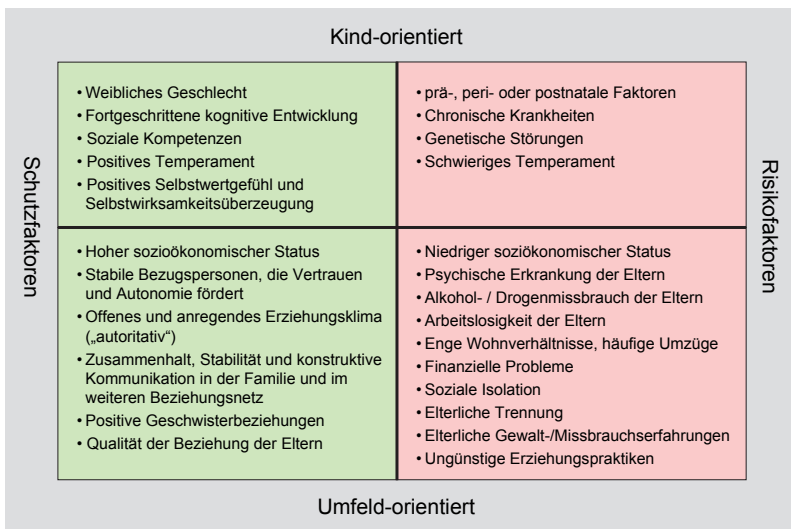 Kind-orientiert
Schutzfaktoren
• Weibliches Geschlecht
• Fortgeschrittene kognitive Entwicklung
• Soziale Kompetenzen
• Positives Temperament
• Positives Selbstwertgefühl und
Selbstwirksamkeitsüberzeugung
• prä-, peri- oder postnatale Faktoren
• Chronische Krankheiten
• Genetische Störungen
• Schwieriges Temperament
Risikofaktoren
• Hoher sozioökonomischer Status
• Stabile Bezugspersonen, die Vertrauen
und Autonomie fördert
• Offenes und anregendes Erziehungsklima
(„autoritativ“)
• Zusammenhalt, Stabilität und konstruktive
Kommunikation in der Familie und im
weiteren Beziehungsnetz
• Positive Geschwisterbeziehungen
• Qualität der Beziehung der Eltern
• Niedriger soziökonomischer Status
• Psychische Erkrankung der Eltern
• Alkohol- / Drogenmissbrauch der Eltern
• Arbeitslosigkeit der Eltern
• Enge Wohnverhältnisse, häufige Umzüge
• Finanzielle Probleme
• Soziale Isolation
• Elterliche Trennung
• Elterliche Gewalt-/Missbrauchserfahrungen
• Ungünstige Erziehungspraktiken
Umfeld-orientiert